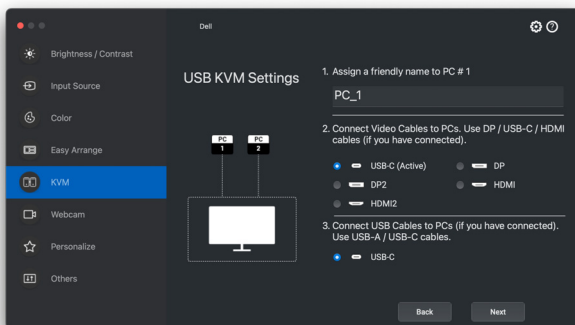 Dell
Brightness / Contrast
Input Source
Color
Easy Arrange
KVM
Webcam
Personalize
Others
USB KVM Settings
PC
1
PC
2
1. Assign a friendly name to PC # 1
PC_1
2. Connect Video Cables to PCs. Use DP / USB-C / HDMI
cables (if you have connected).
USB-C (Active)
DP
DP2
HDMI
HDMI2
3. Connect USB Cables to PCs (if you have connected).
Use USB-A / USB-C cables.
USB-C
Back
Next